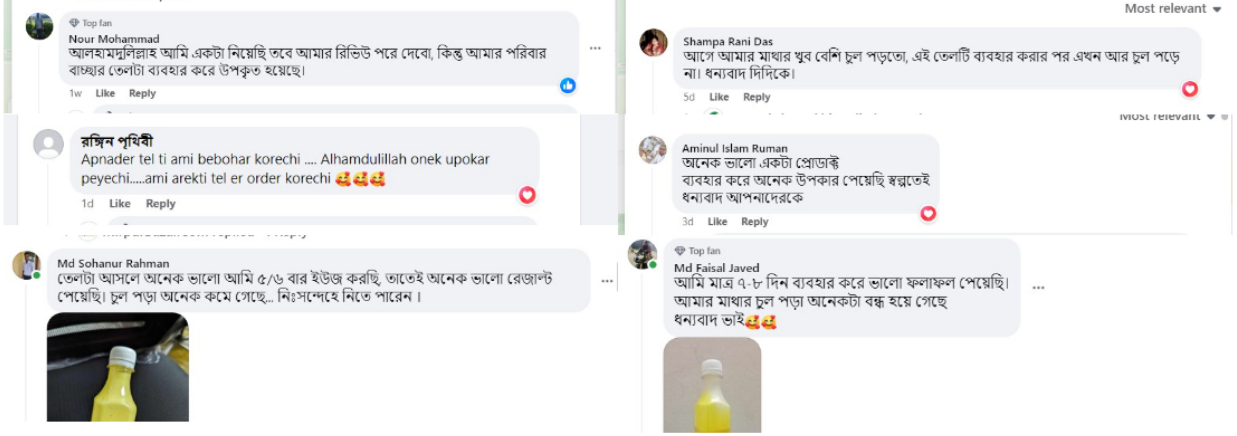 Top fan
Nour Mohammad
আলহামদুলিল্লাহ আমি একটা নিয়েছি তবে আমার রিভিউ পরে দেবো, কিন্তু আমার পরিবার
বাচ্ছার তেলটা ব্যবহার করে উপকৃত হয়েছে।
1w Like Reply
Most relevant
Shampa Rani Das
আগে আমার মাথার খুব বেশি চুল পড়তো, এই তেলটি ব্যবহার করার পর এখন আর চুল পড়ে
না। ধন্যবাদ দিদিকে।
5d Like Reply
রঙ্গিন পৃথিবী
Apnader tel ti ami bebohar korechi .... Alhamdulillah onek upokar
peyechi.....ami arekti tel er order korechi 🥰🥰🥰
1d Like Reply
Most relevant
Aminul Islam Ruman
অনেক ভালো একটা প্রোডাক্ট
ব্যবহার করে অনেক উপকার পেয়েছি স্বল্পতেই
ধন্যবাদ আপনাদেরকে
3d Like Reply
Md Sohanur Rahman
তেলটা আসলে অনেক ভালো আমি ৫/৬ বার ইউজ করছি, তাতেই অনেক ভালো রেজাল্ট
পেয়েছি। চুল পড়া অনেক কমে গেছে... নিঃসন্দেহে নিতে পারেন ।
Top fan
Md Faisal Javed
আমি মাত্র ৭-৮ দিন ব্যবহার করে ভালো ফলাফল পেয়েছি।
আমার মাথার চুল পড়া অনেকটা বন্ধ হয়ে গেছে
ধন্যবাদ ভাই🥰🥰